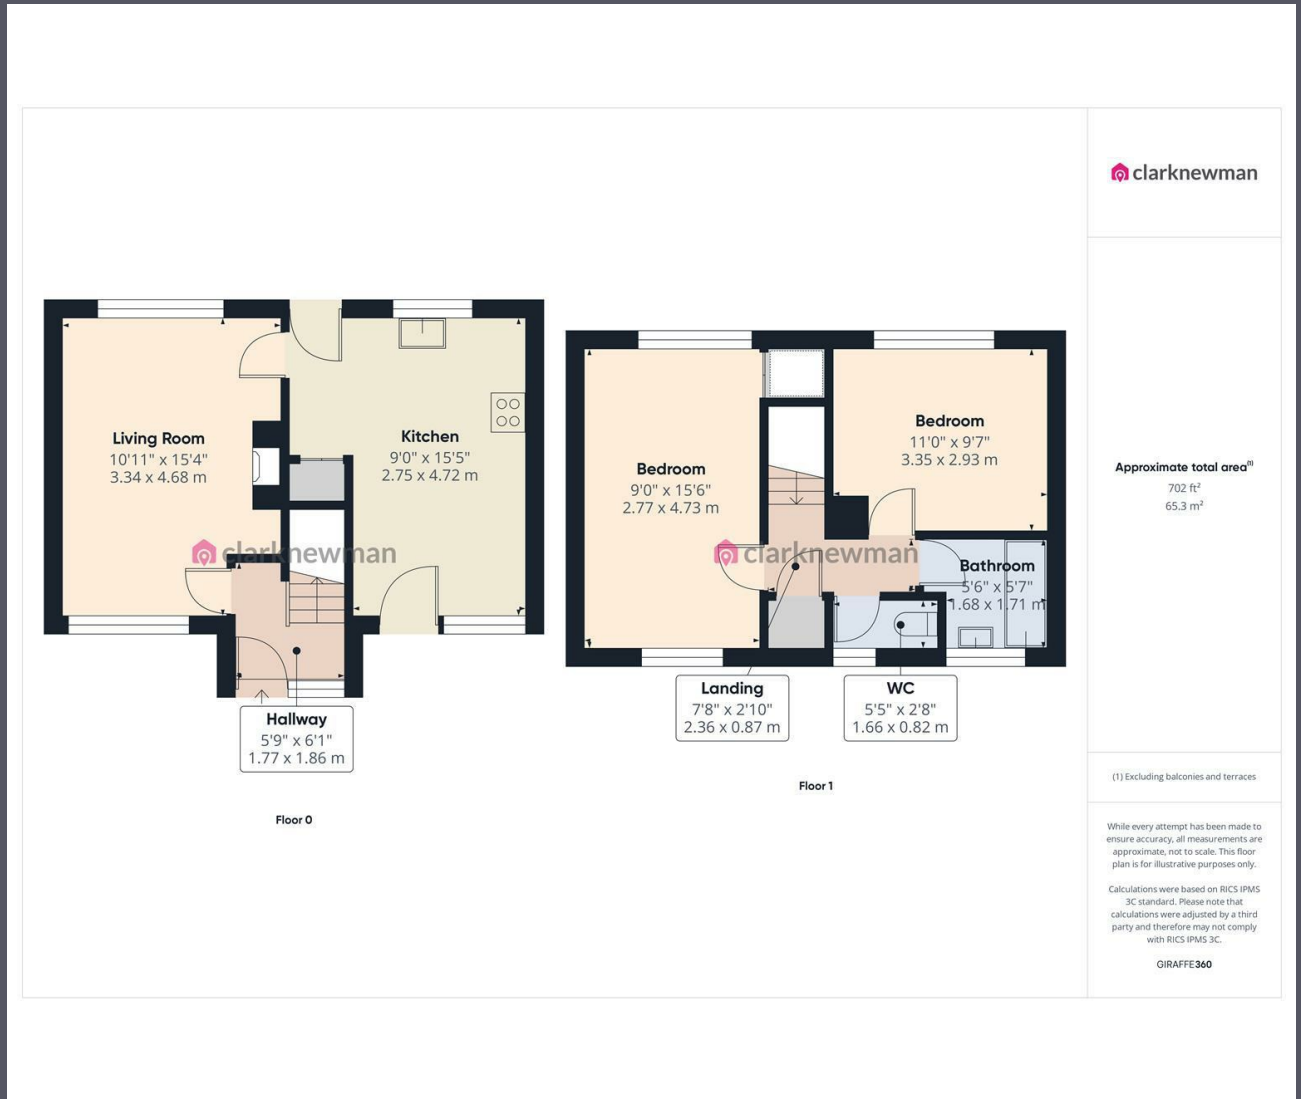 clarknewman
Living Room
10'11" x 15'4"
3.34 x 4.68 m
Kitchen
9'0" x 15'5"
2.75 x 4.72 m
clarknewman
Hallway
5'9" x 6'1"
1.77 x 1.86 m
Floor 0
Bedroom
9'0" x 15'6"
2.77 x 4.73 m
Bedroom
11'0" x 9'7"
3.35 x 2.93 m
clarknewman
Bathroom
5'6" x 5'7"
1.68 x 1.71 m
Landing
7'8" x 2'10"
2.36 x 0.87 m
WC
5'5" x 2'8"
1.66 x 0.82 m
Floor 1
Approximate total area(1)
702 ft²
65.3 m²
(1) Excluding balconies and terraces
While every attempt has been made to
ensure accuracy, all measurements are
approximate, not to scale. This floor
plan is for illustrative purposes only.
Calculations were based on RICS IPMS
3C standard. Please note that
calculations were adjusted by a third
party and therefore may not comply
with RICS IPMS 3C.
GIRAFFE360